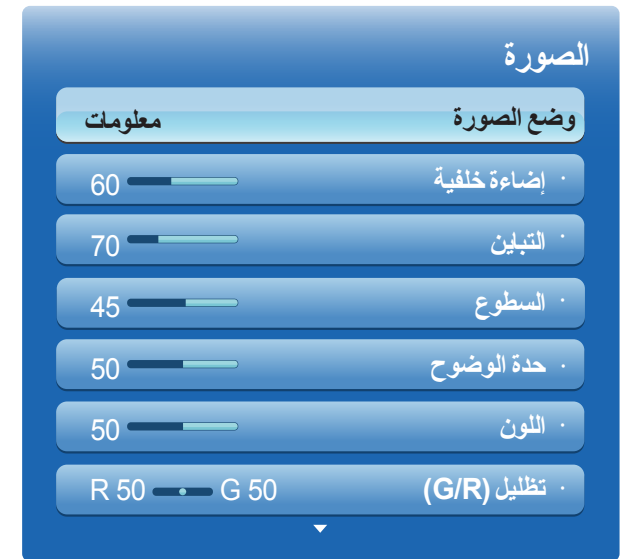 الصورة
وضع الصورة معلومات
· إضاءة خلفية 60
· التباين 70
· السطوع 45
· حدة الوضوح 50
· اللون 50
· تظليل (G/R) G 50 R 50